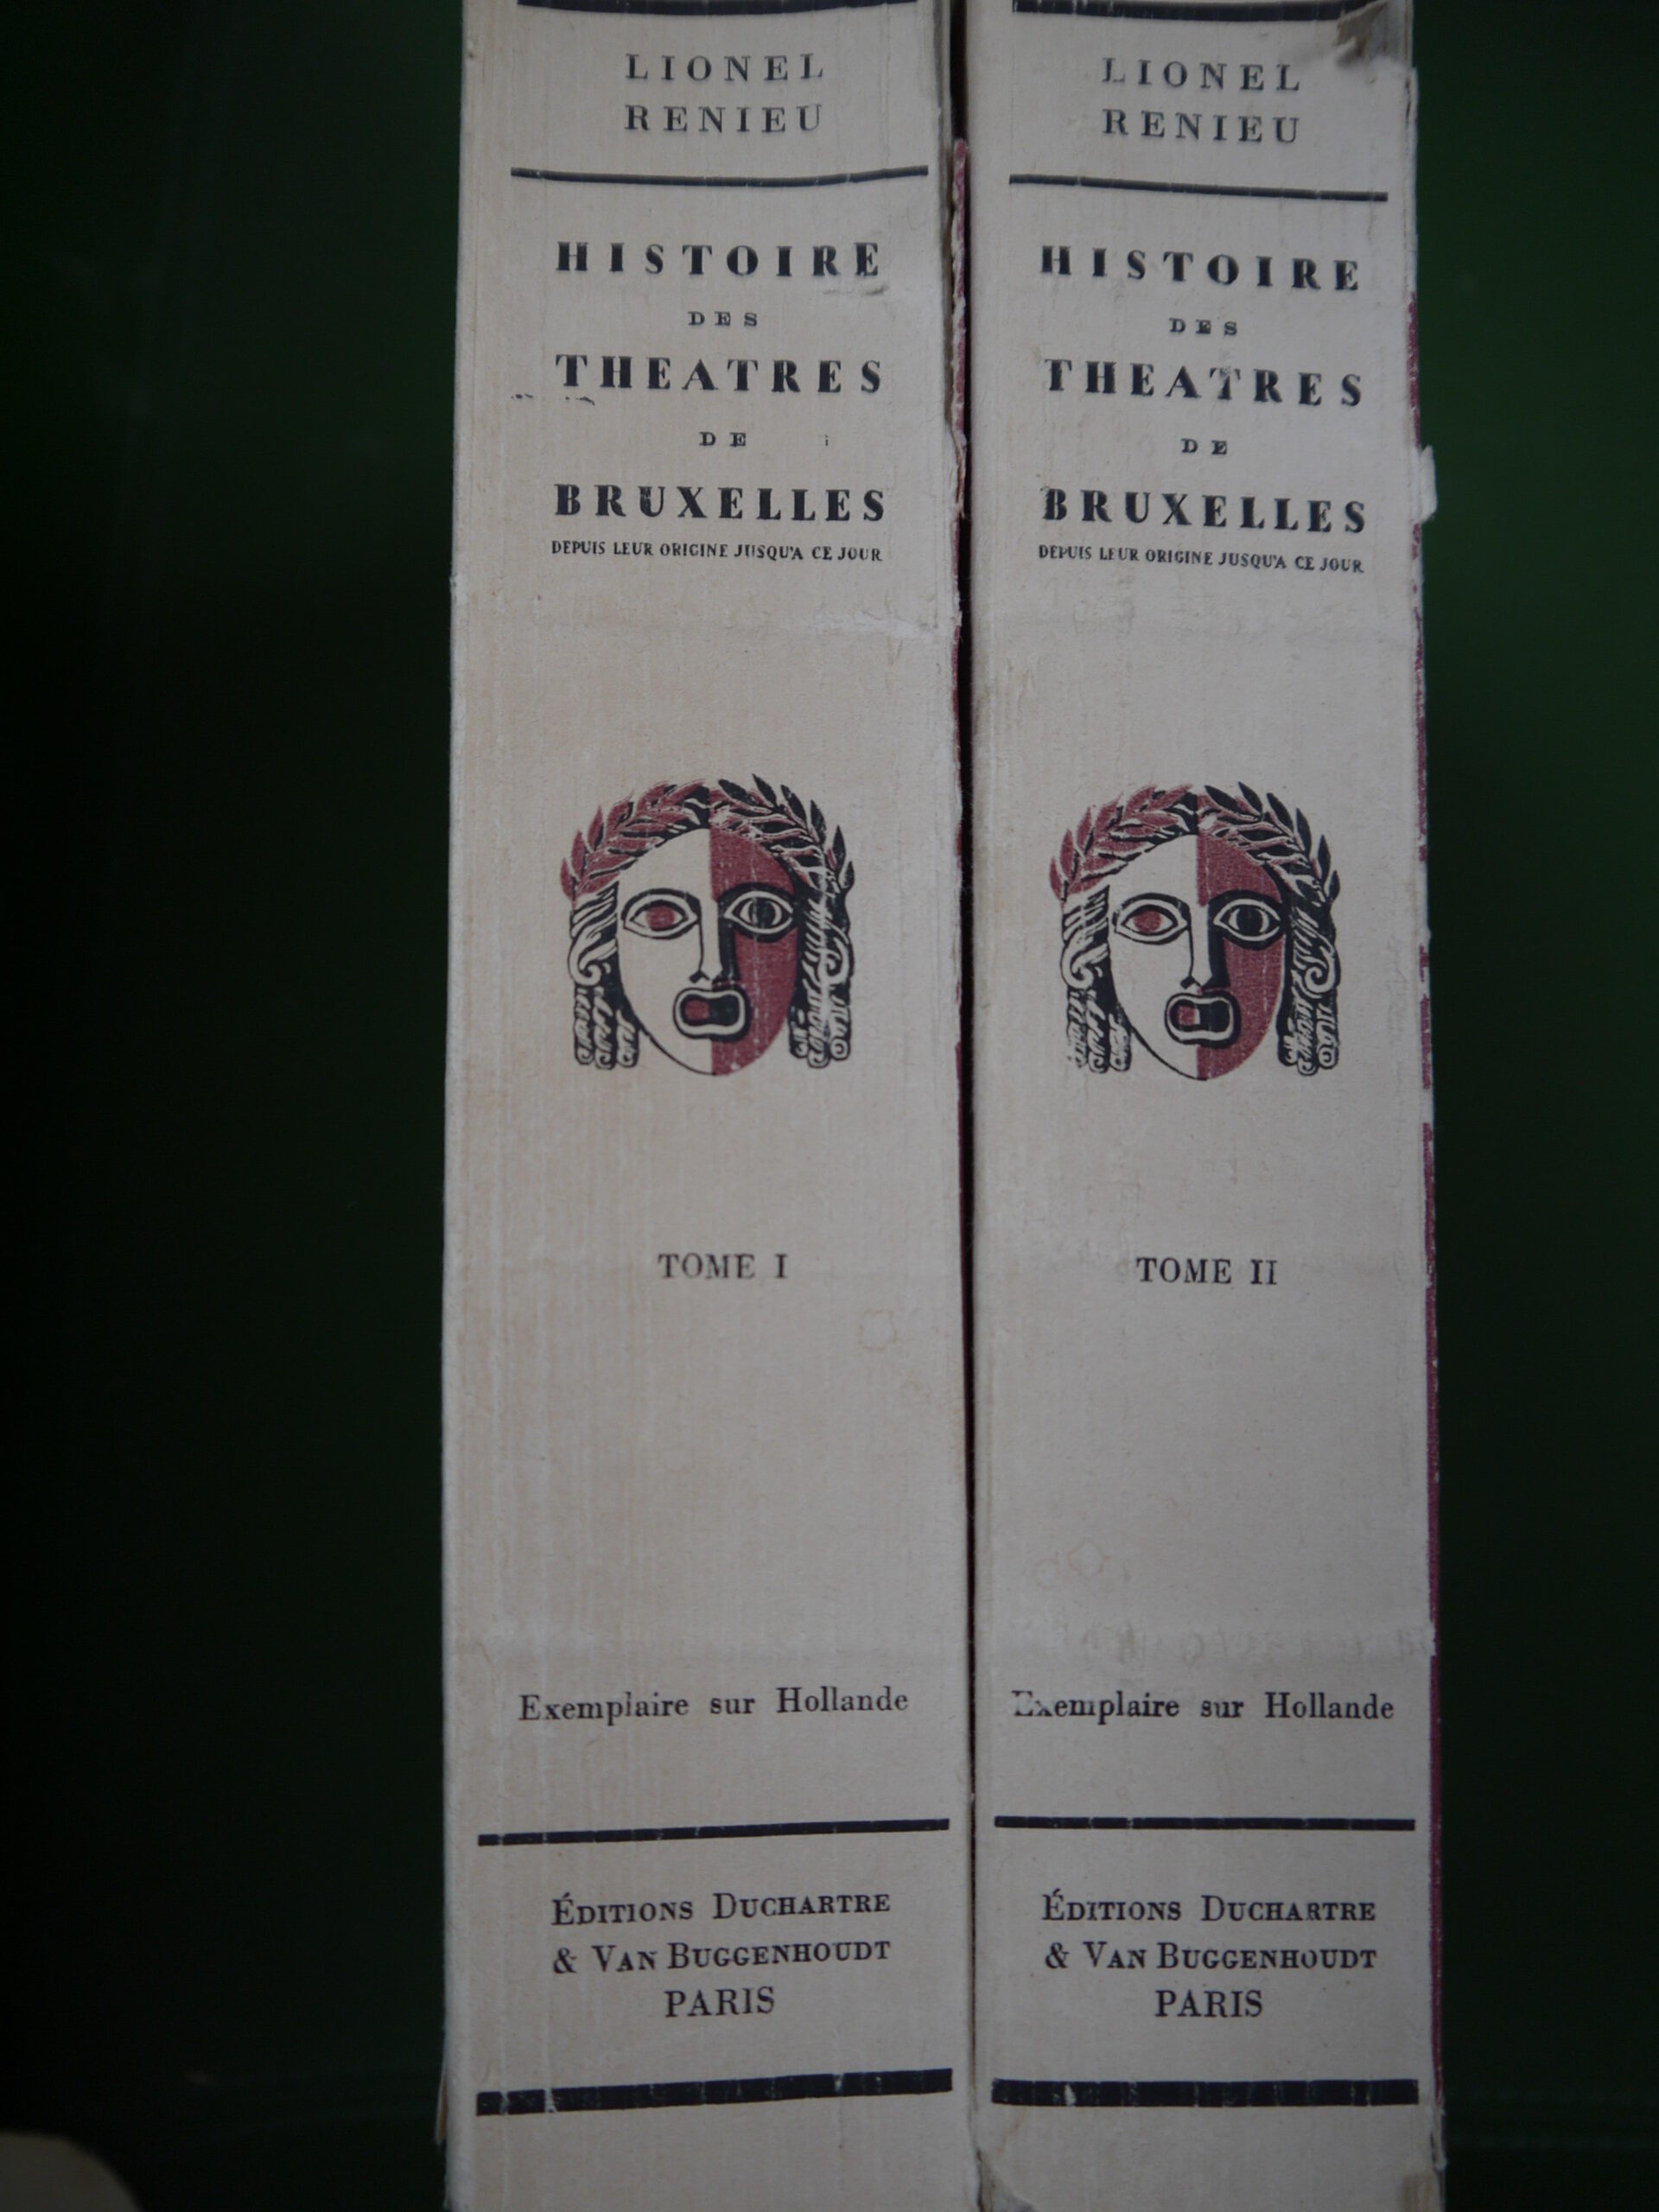 LIONEL
RENIEU
HISTOIRE
DES
THEATRES
DE
BRUXELLES
DEPUIS LEUR ORIGINE JUSQU'A CE JOUR
TOME I
Exemplaire sur Hollande
ÉDITIONS DUCHARTRE
& VAN BUGGENHOUDT
PARIS
LIONEL
RENIEU
HISTOIRE
DES
THEATRES
DE
BRUXELLES
DEPUIS LEUR ORIGINE JUSQU'A CE JOUR
TOME II
Exemplaire sur Hollande
ÉDITIONS DUCHARTRE
& VAN BUGGENHOUDT
PARIS